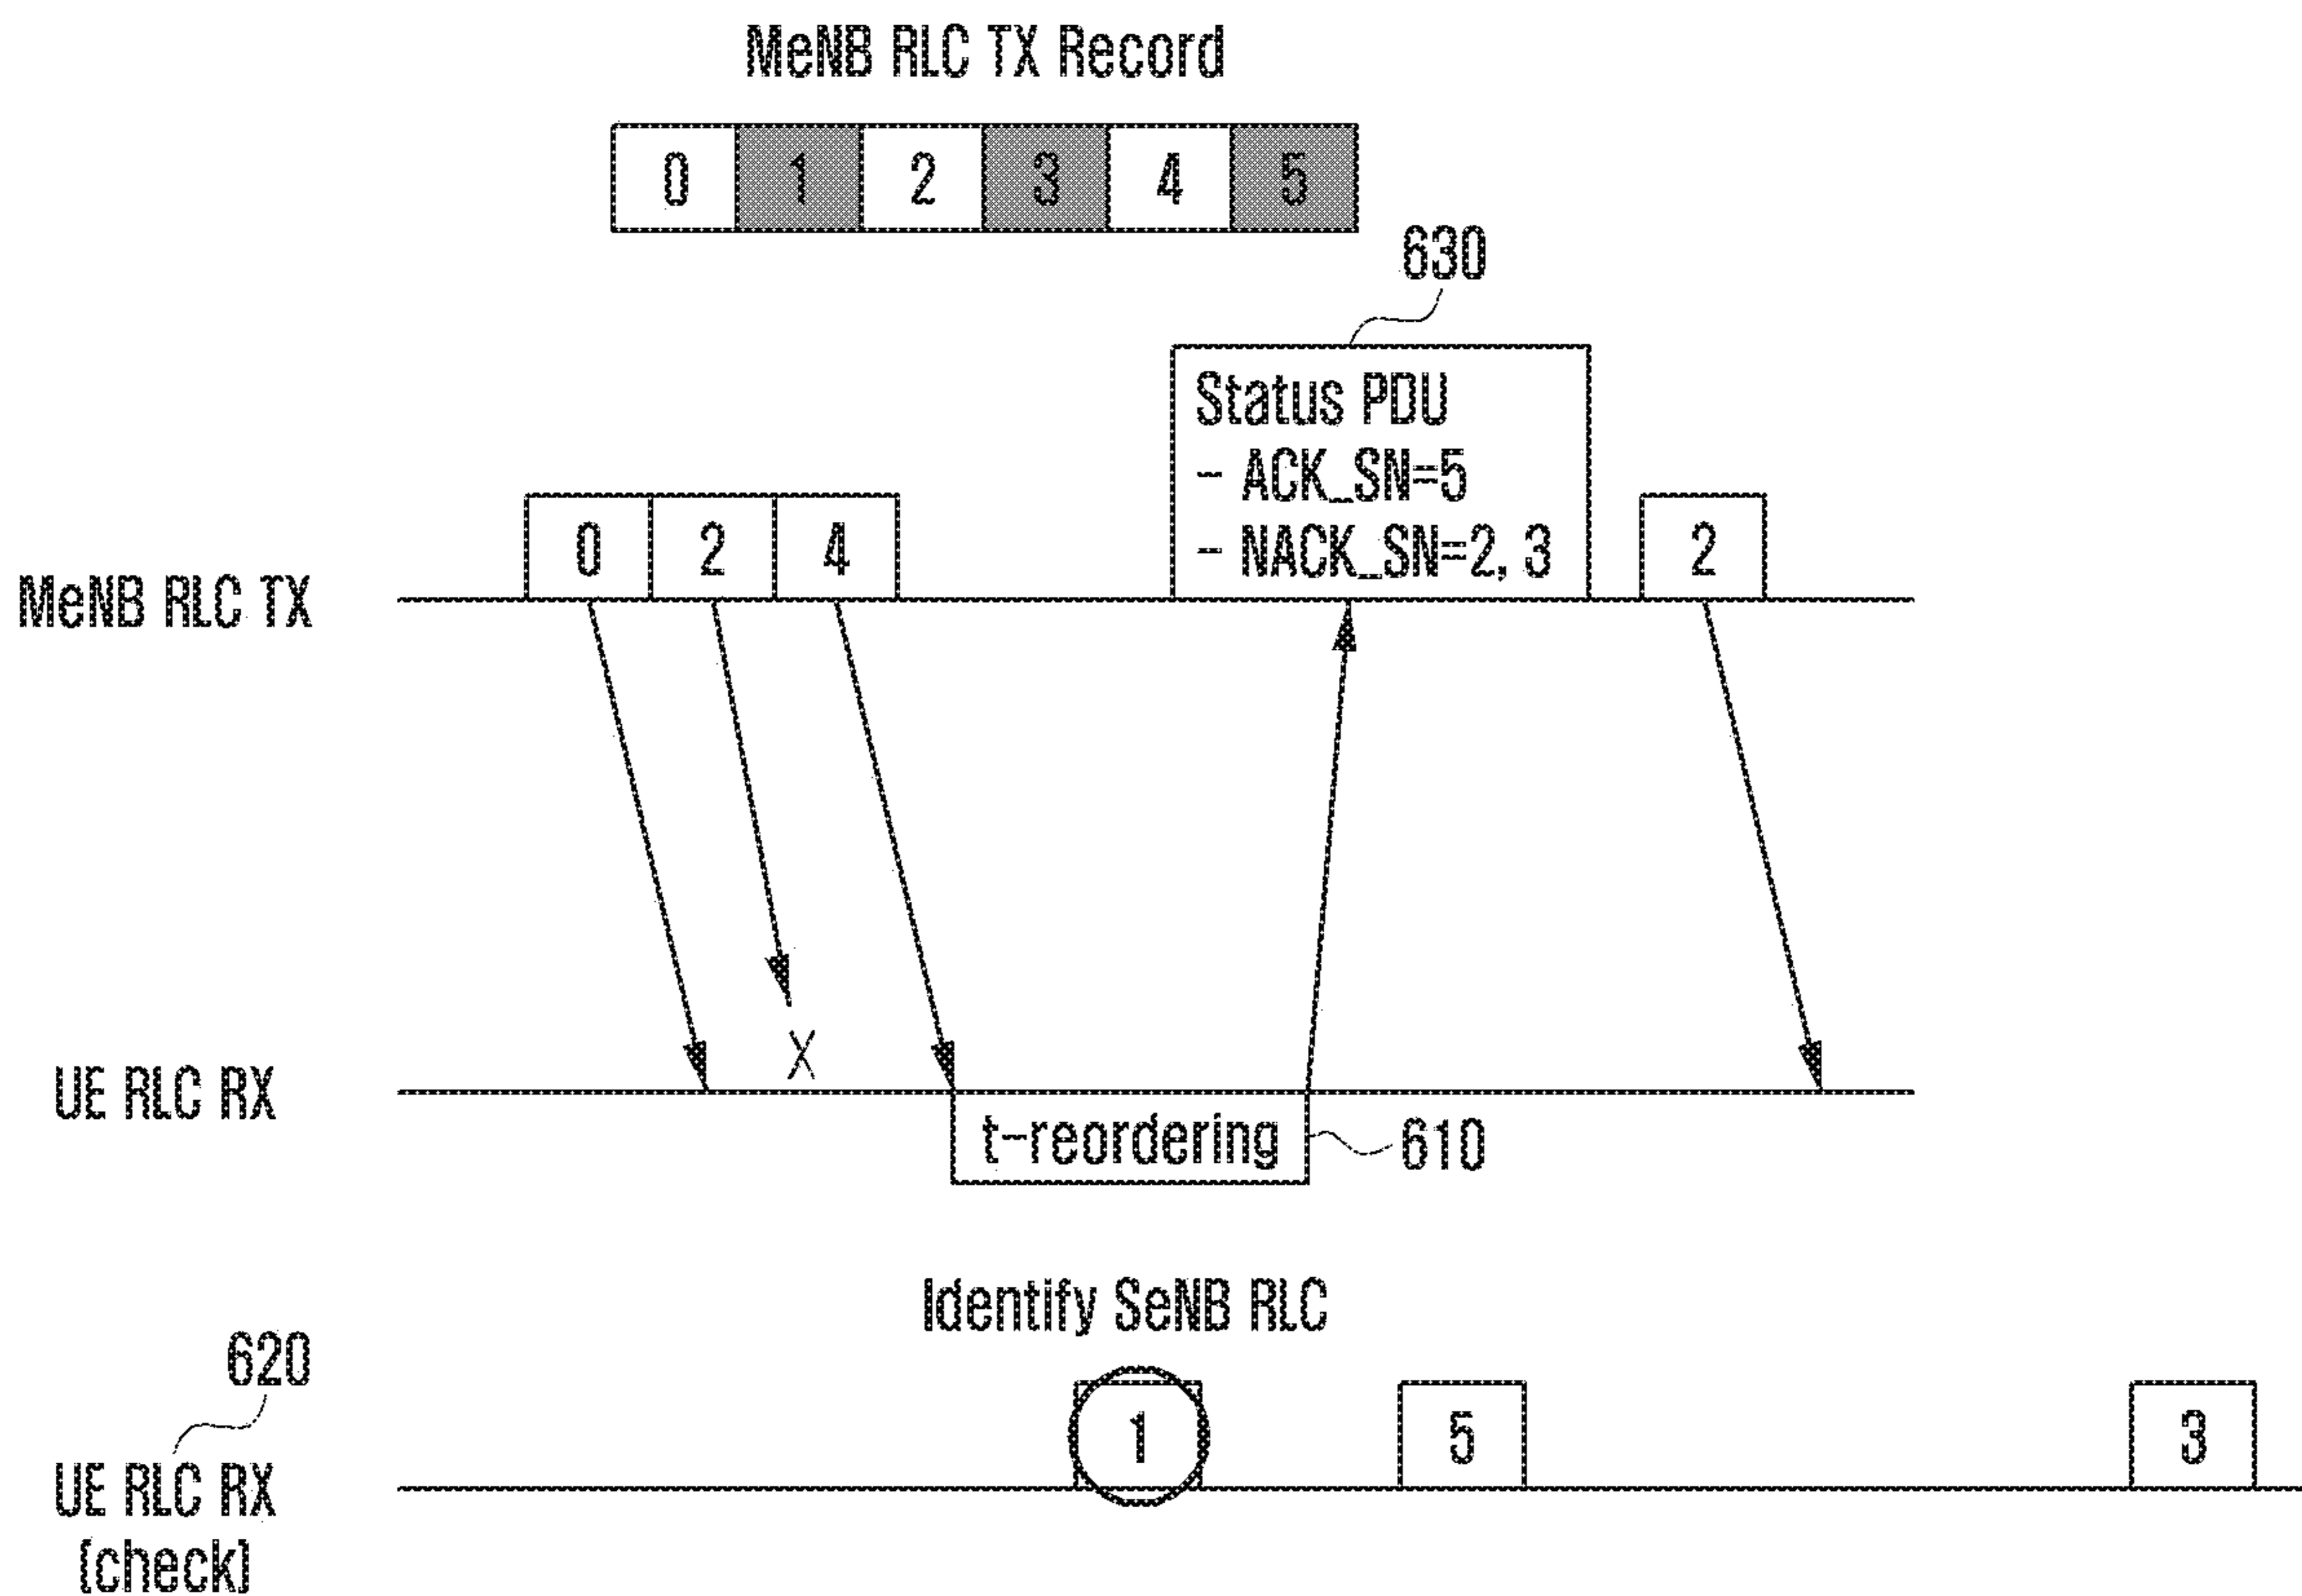 MeNB RLC TX Record
0 1 2 3 4 5
630
Status PDU
- ACK_SN=5
- NACK_SN=2, 3
0 2 4
2
MeNB RLC TX
X
UE RLC RX
t-reordering
610
Identify SeNB RLC
620
1 5 3
UE RLC RX
(check)